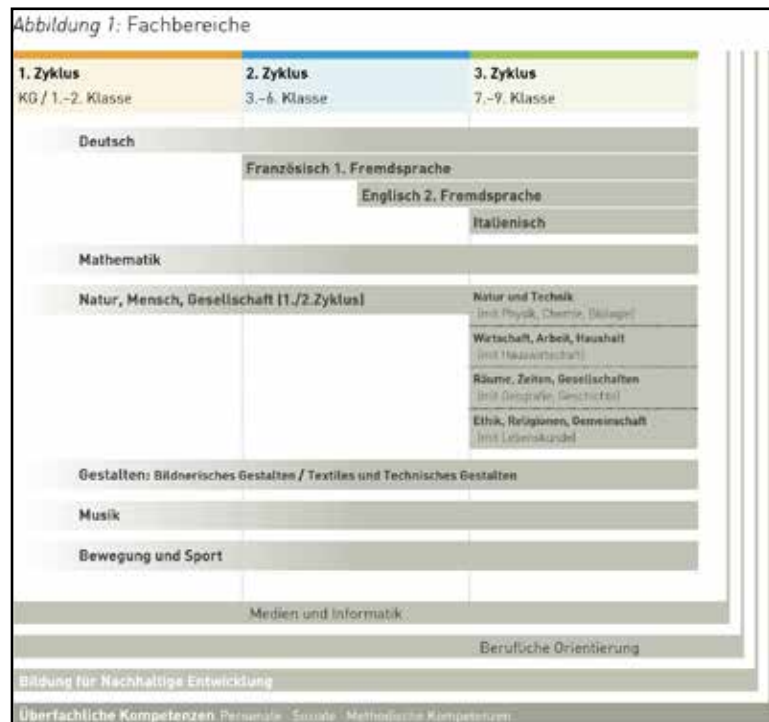 Abbildung 1: Fachbereiche
1. Zyklus
KG / 1.–2. Klasse
2. Zyklus
3.–6. Klasse
3. Zyklus
7.–9. Klasse
Deutsch
Französisch 1. Fremdsprache
Englisch 2. Fremdsprache
Italienisch
Mathematik
Natur, Mensch, Gesellschaft (1./2.Zyklus)
Natur und Technik
(mit Physik, Chemie, Biologie)
Wirtschaft, Arbeit, Haushalt
(mit Hauswirtschaft)
Räume, Zeiten, Gesellschaften
(mit Geografie, Geschichte)
Ethik, Religionen, Gemeinschaft
(mit Lebenskunde)
Gestalten: Bildnerisches Gestalten / Textiles und Technisches Gestalten
Musik
Bewegung und Sport
Medien und Informatik
Berufliche Orientierung
Bildung für Nachhaltige Entwicklung
Überfachliche Kompetenzen Personale · Soziale · Methodische Kompetenzen